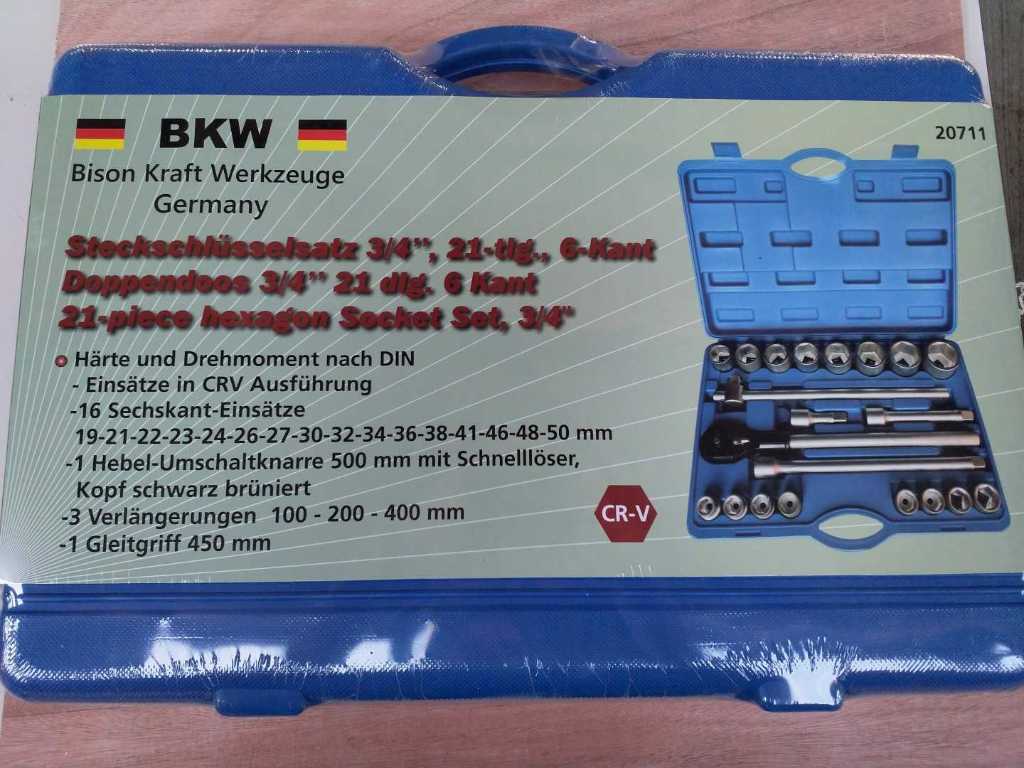 BKW
Bison Kraft Werkzeuge
Germany
20711
Steckschlüsselsatz 3/4”, 21-tlg., 6-Kant
Doppendoos 3/4” 21 dlg. 6 Kant
21-piece hexagon Socket Set, 3/4"
Härte und Drehmoment nach DIN
- Einsätze in CRV Ausführung
-16 Sechskant-Einsätze
19-21-22-23-24-26-27-30-32-34-36-38-41-46-48-50 mm
-1 Hebel-Umschaltknarre 500 mm mit Schnelllöser,
Kopf schwarz brüniert
-3 Verlängerungen 100 - 200 - 400 mm
-1 Gleitgriff 450 mm
CR-V